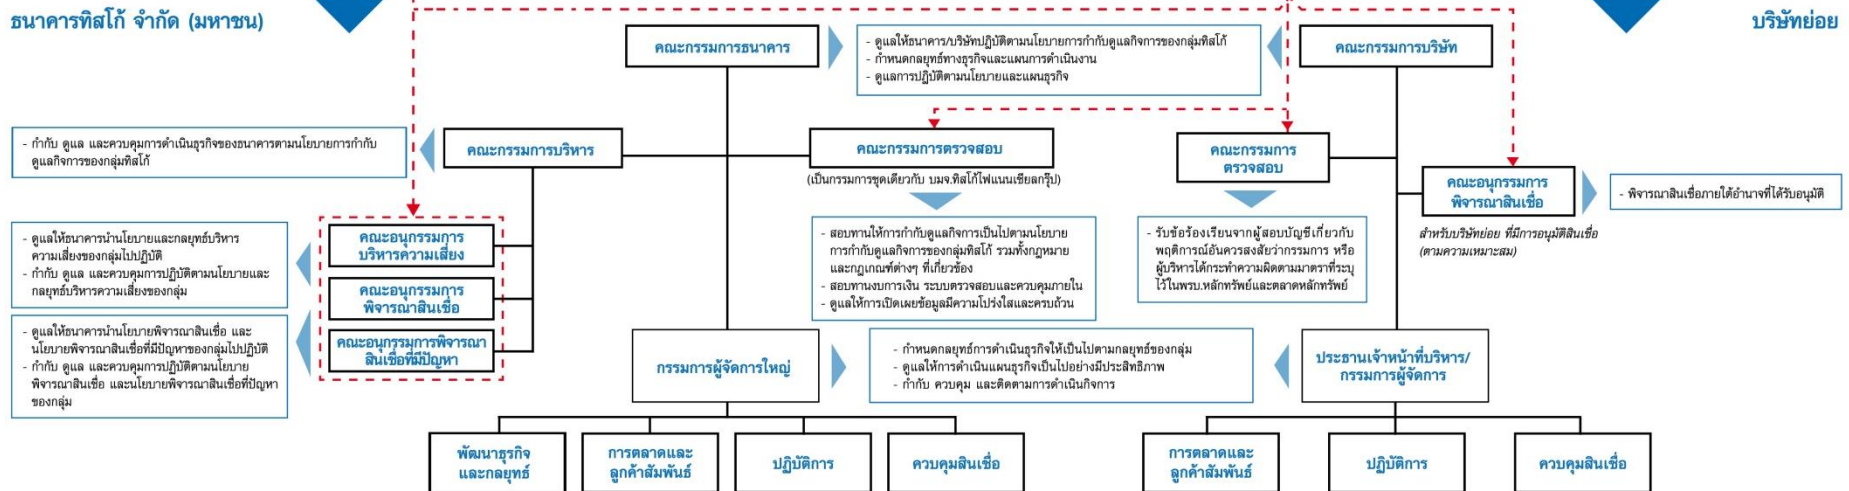 ธนาคารทิสโก้ จำกัด (มหาชน)
บริษัทย่อย
คณะกรรมการธนาคาร
- ดูแลให้ธนาคาร/บริษัทปฏิบัติตามนโยบายการกำกับดูแลกิจการของกลุ่มทิสโก้
- กำหนดกลยุทธ์ทางธุรกิจและแผนการดำเนินงาน
- ดูแลการปฏิบัติตามนโยบายและแผนธุรกิจ
คณะกรรมการบริษัท
- กำกับ ดูแล และควบคุมการดำเนินธุรกิจของธนาคารตามนโยบายการกำกับ
ดูแลกิจการของกลุ่มทิสโก้
คณะกรรมการบริหาร
คณะกรรมการตรวจสอบ
(เป็นกรรมการชุดเดียวกับ บมจ.ทิสโก้ไฟแนนเชียลกรุ๊ป)
คณะกรรมการ
ตรวจสอบ
คณะอนุกรรมการ
พิจารณาสินเชื่อ
- พิจารณาสินเชื่อภายใต้อำนาจที่ได้รับอนุมัติ
สำหรับบริษัทย่อย ที่มีการอนุมัติสินเชื่อ
(ตามความเหมาะสม)
- ดูแลให้ธนาคารนำนโยบายและกลยุทธ์บริหาร
ความเสี่ยงของกลุ่มไปปฏิบัติ
- กำกับ ดูแล และควบคุมการปฏิบัติตามนโยบายและ
กลยุทธ์บริหารความเสี่ยงของกลุ่ม
คณะอนุกรรมการ
บริหารความเสี่ยง
คณะอนุกรรมการ
พิจารณาสินเชื่อ
คณะอนุกรรมการพิจารณา
สินเชื่อที่มีปัญหา
- สอบทานให้การกำกับดูแลกิจการเป็นไปตามนโยบาย
การกำกับดูแลกิจการของกลุ่มทิสโก้ รวมทั้งกฎหมาย
และกฎเกณฑ์ต่างๆ ที่เกี่ยวข้อง
- สอบทานงบการเงิน ระบบตรวจสอบและควบคุมภายใน
- ดูแลให้การเปิดเผยข้อมูลมีความโปร่งใสและครบถ้วน
- รับข้อร้องเรียนจากผู้สอบบัญชีเกี่ยวกับ
พฤติการณ์อันควรสงสัยว่ากรรมการ หรือ
ผู้บริหารได้กระทำความผิดตามมาตราที่ระบุ
ไว้ในพรบ.หลักทรัพย์และตลาดหลักทรัพย์
- ดูแลให้ธนาคารนำนโยบายพิจารณาสินเชื่อ และ
นโยบายพิจารณาสินเชื่อที่มีปัญหาของกลุ่มไปปฏิบัติ
- กำกับ ดูแล และควบคุมการปฏิบัติตามนโยบาย
พิจารณาสินเชื่อ และนโยบายพิจารณาสินเชื่อที่ปัญหา
ของกลุ่ม
กรรมการผู้จัดการใหญ่
- กำหนดกลยุทธ์การดำเนินธุรกิจให้เป็นไปตามกลยุทธ์ของกลุ่ม
- ดูแลให้การดำเนินแผนธุรกิจเป็นไปอย่างมีประสิทธิภาพ
- กำกับ ควบคุม และติดตามการดำเนินกิจการ
ประธานเจ้าหน้าที่บริหาร/
กรรมการผู้จัดการ
พัฒนาธุรกิจ
และกลยุทธ์
การตลาดและ
ลูกค้าสัมพันธ์
ปฏิบัติการ
ควบคุมสินเชื่อ
การตลาดและ
ลูกค้าสัมพันธ์
ปฏิบัติการ
ควบคุมสินเชื่อ